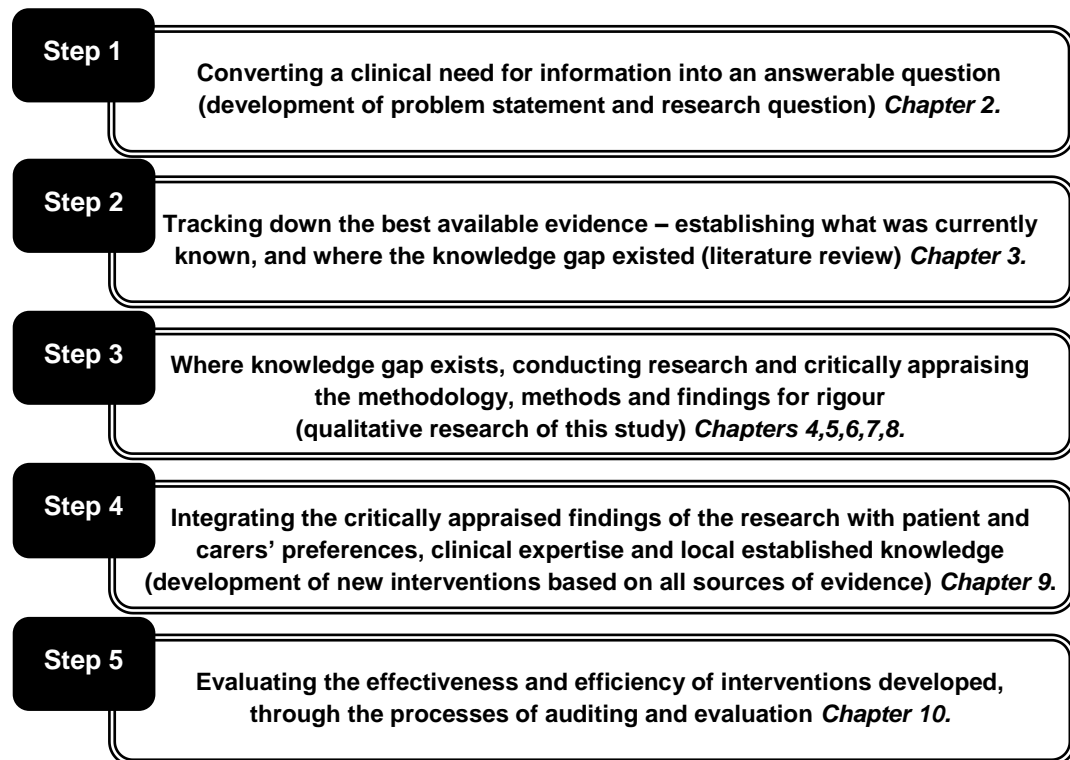 Step 1
Converting a clinical need for information into an answerable question
(development of problem statement and research question) Chapter 2.
Step 2
Tracking down the best available evidence – establishing what was currently
known, and where the knowledge gap existed (literature review) Chapter 3.
Step 3
Where knowledge gap exists, conducting research and critically appraising
the methodology, methods and findings for rigour
(qualitative research of this study) Chapters 4,5,6,7,8.
Step 4
Integrating the critically appraised findings of the research with patient and
carers’ preferences, clinical expertise and local established knowledge
(development of new interventions based on all sources of evidence) Chapter 9.
Step 5
Evaluating the effectiveness and efficiency of interventions developed,
through the processes of auditing and evaluation Chapter 10.